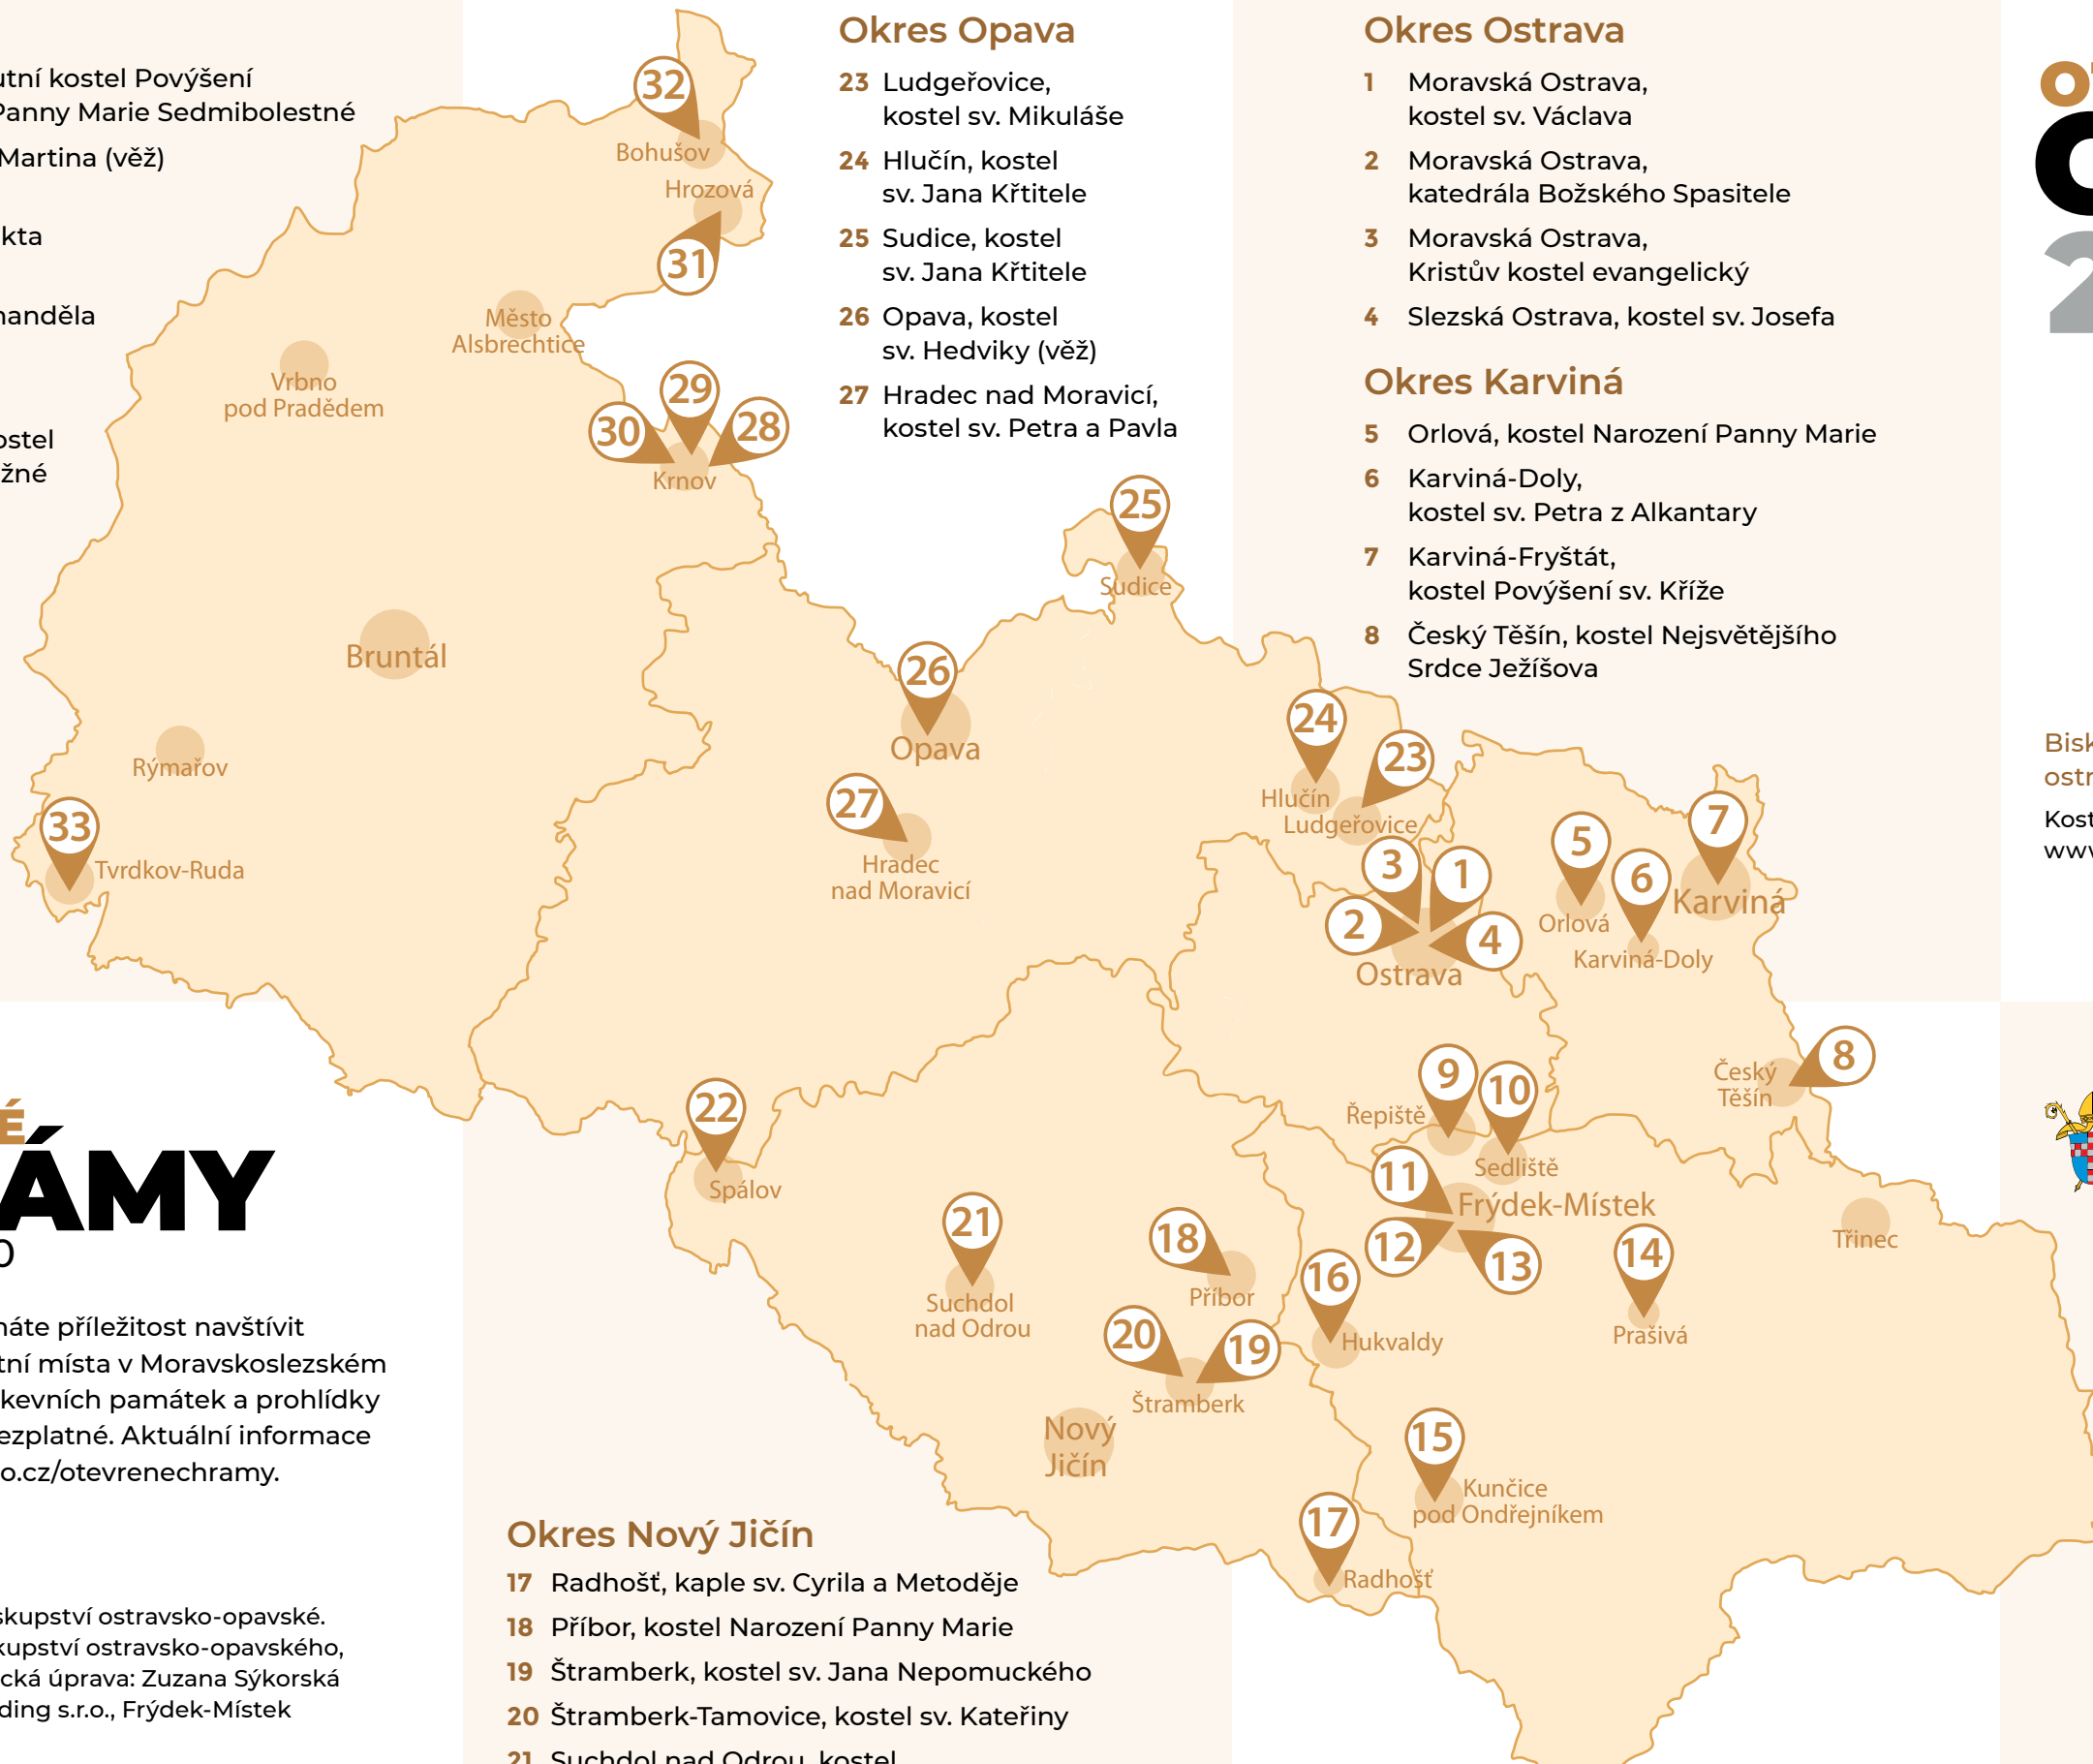 utní kostel Povýšení
Panny Marie Sedmibolestné
Martina (věž)
kta
anděla
ostel
žné
Okres Opava
23 Ludgeřovice,
kostel sv. Mikuláše
24 Hlučín, kostel
sv. Jana Křtitele
25 Sudice, kostel
sv. Jana Křtitele
26 Opava, kostel
sv. Hedviky (věž)
27 Hradec nad Moravicí,
kostel sv. Petra a Pavla
Okres Ostrava
1 Moravská Ostrava,
kostel sv. Václava
2 Moravská Ostrava,
katedrála Božského Spasitele
3 Moravská Ostrava,
Kristův kostel evangelický
4 Slezská Ostrava, kostel sv. Josefa
Okres Karviná
5 Orlová, kostel Narození Panny Marie
6 Karviná-Doly,
kostel sv. Petra z Alkantary
7 Karviná-Fryštát,
kostel Povýšení sv. Kříže
8 Český Těšín, kostel Nejsvětějšího
Srdce Ježíšova
32
Bohušov
Hrozová
31
Město
Alsbrechtice
Vrbno
pod Pradědem
29
30
28
Krnov
25
Sudice
Bruntál
26
Opava
Rýmařov
33
Tvrdkov-Ruda
27
Hradec
nad Moravicí
24
23
Hlučín
Ludgeřovice
3
1
2
4
Ostrava
5
6
7
Orlová
Karviná
Karviná-Doly
8
Český
Těšín
9
10
Řepiště
Sedliště
11
Frýdek-Místek
12
13
14
Prašivá
Třinec
22
Spálov
21
Suchdol
nad Odrou
18
Příbor
16
Hukvaldy
20
19
Štramberk
Nový
Jičín
15
Kunčice
pod Ondřejníkem
17
Radhošť
Bisk
ostr
Kost
www
É
ÁMY
0
máte příležitost navštívit
tní místa v Moravskoslezském
kevních památek a prohlídky
ezplatné. Aktuální informace
o.cz/otevrenechramy.
skupství ostravsko-opavské.
kupství ostravsko-opavského,
ická úprava: Zuzana Sýkorská
ding s.r.o., Frýdek-Místek
Okres Nový Jičín
17 Radhošť, kaple sv. Cyrila a Metoděje
18 Příbor, kostel Narození Panny Marie
19 Štramberk, kostel sv. Jana Nepomuckého
20 Štramberk-Tamovice, kostel sv. Kateřiny
21 Suchdol nad Odrou, kostel